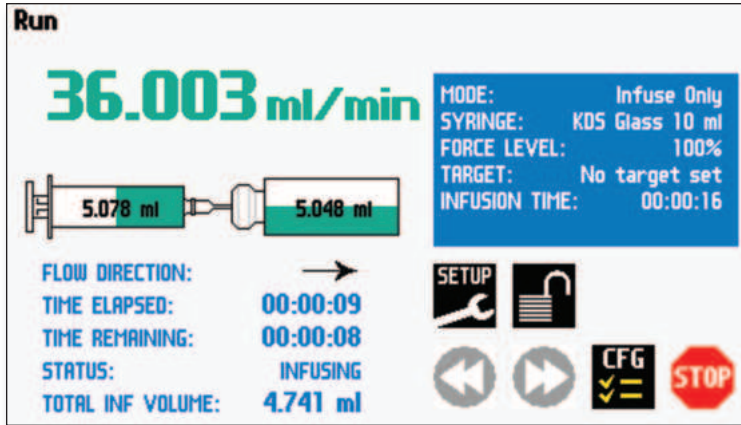 Run
36.003 ml/min
MODE: Infuse Only
SYRINGE: KDS Glass 10 ml
FORCE LEVEL: 100%
TARGET: No target set
INFUSION TIME: 00:00:16
5.078 ml
5.048 ml
FLOW DIRECTION:
TIME ELAPSED: 00:00:09
TIME REMAINING: 00:00:08
STATUS: INFUSING
TOTAL INF VOLUME: 4.741 ml
SETUP
CFG
STOP